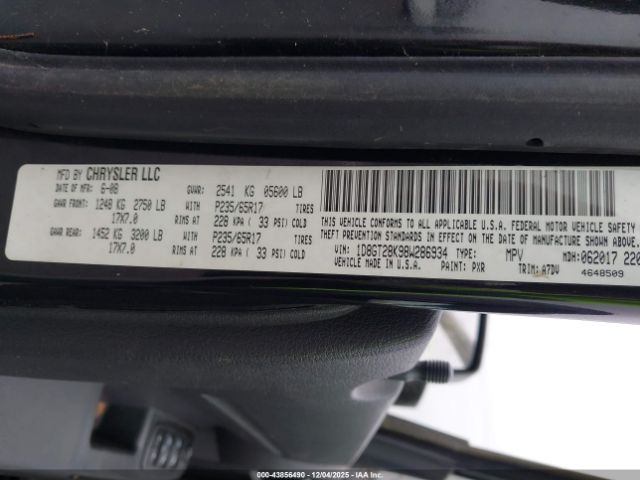 MFD BY CHRYSLER LLC
DATE OF MFR: 6-08 GVWR: 2541 KG 05600 LB
GAWR FRONT: 1248 KG 2750 LB WITH P235/65R17 TIRES
17X7.0 RIMS AT 228 KPA ( 33 PSI) COLD
GAWR REAR: 1452 KG 3200 LB WITH P235/65R17 TIRES
17X7.0 RIMS AT 228 KPA ( 33 PSI) COLD
THIS VEHICLE CONFORMS TO ALL APPLICABLE U.S.A. FEDERAL MOTOR VEHICLE SAFETY
THEFT PREVENTION STANDARDS IN EFFECT ON THE DATE OF MANUFACTURE SHOWN ABOVE.
VIN: 1D8GT28K98W286934 TYPE: MPV MDH: 062017 220
VEHICLE MADE IN U.S.A. PAINT: PXR TRIM: A7DV
4648509
000-43856490 - 12/04/2025 - IAA Inc.